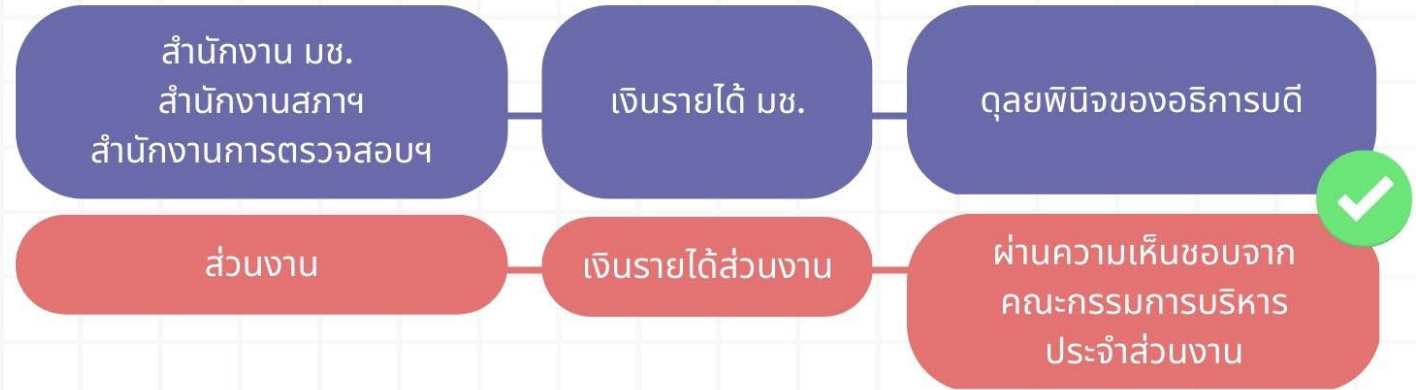 สำนักงาน มช.
สำนักงานสภาฯ
สำนักงานการตรวจสอบฯ
เงินรายได้ มช.
ดุลยพินิจของอธิการบดี
ส่วนงาน
เงินรายได้ส่วนงาน
ผ่านความเห็นชอบจาก
คณะกรรมการบริหาร
ประจำส่วนงาน